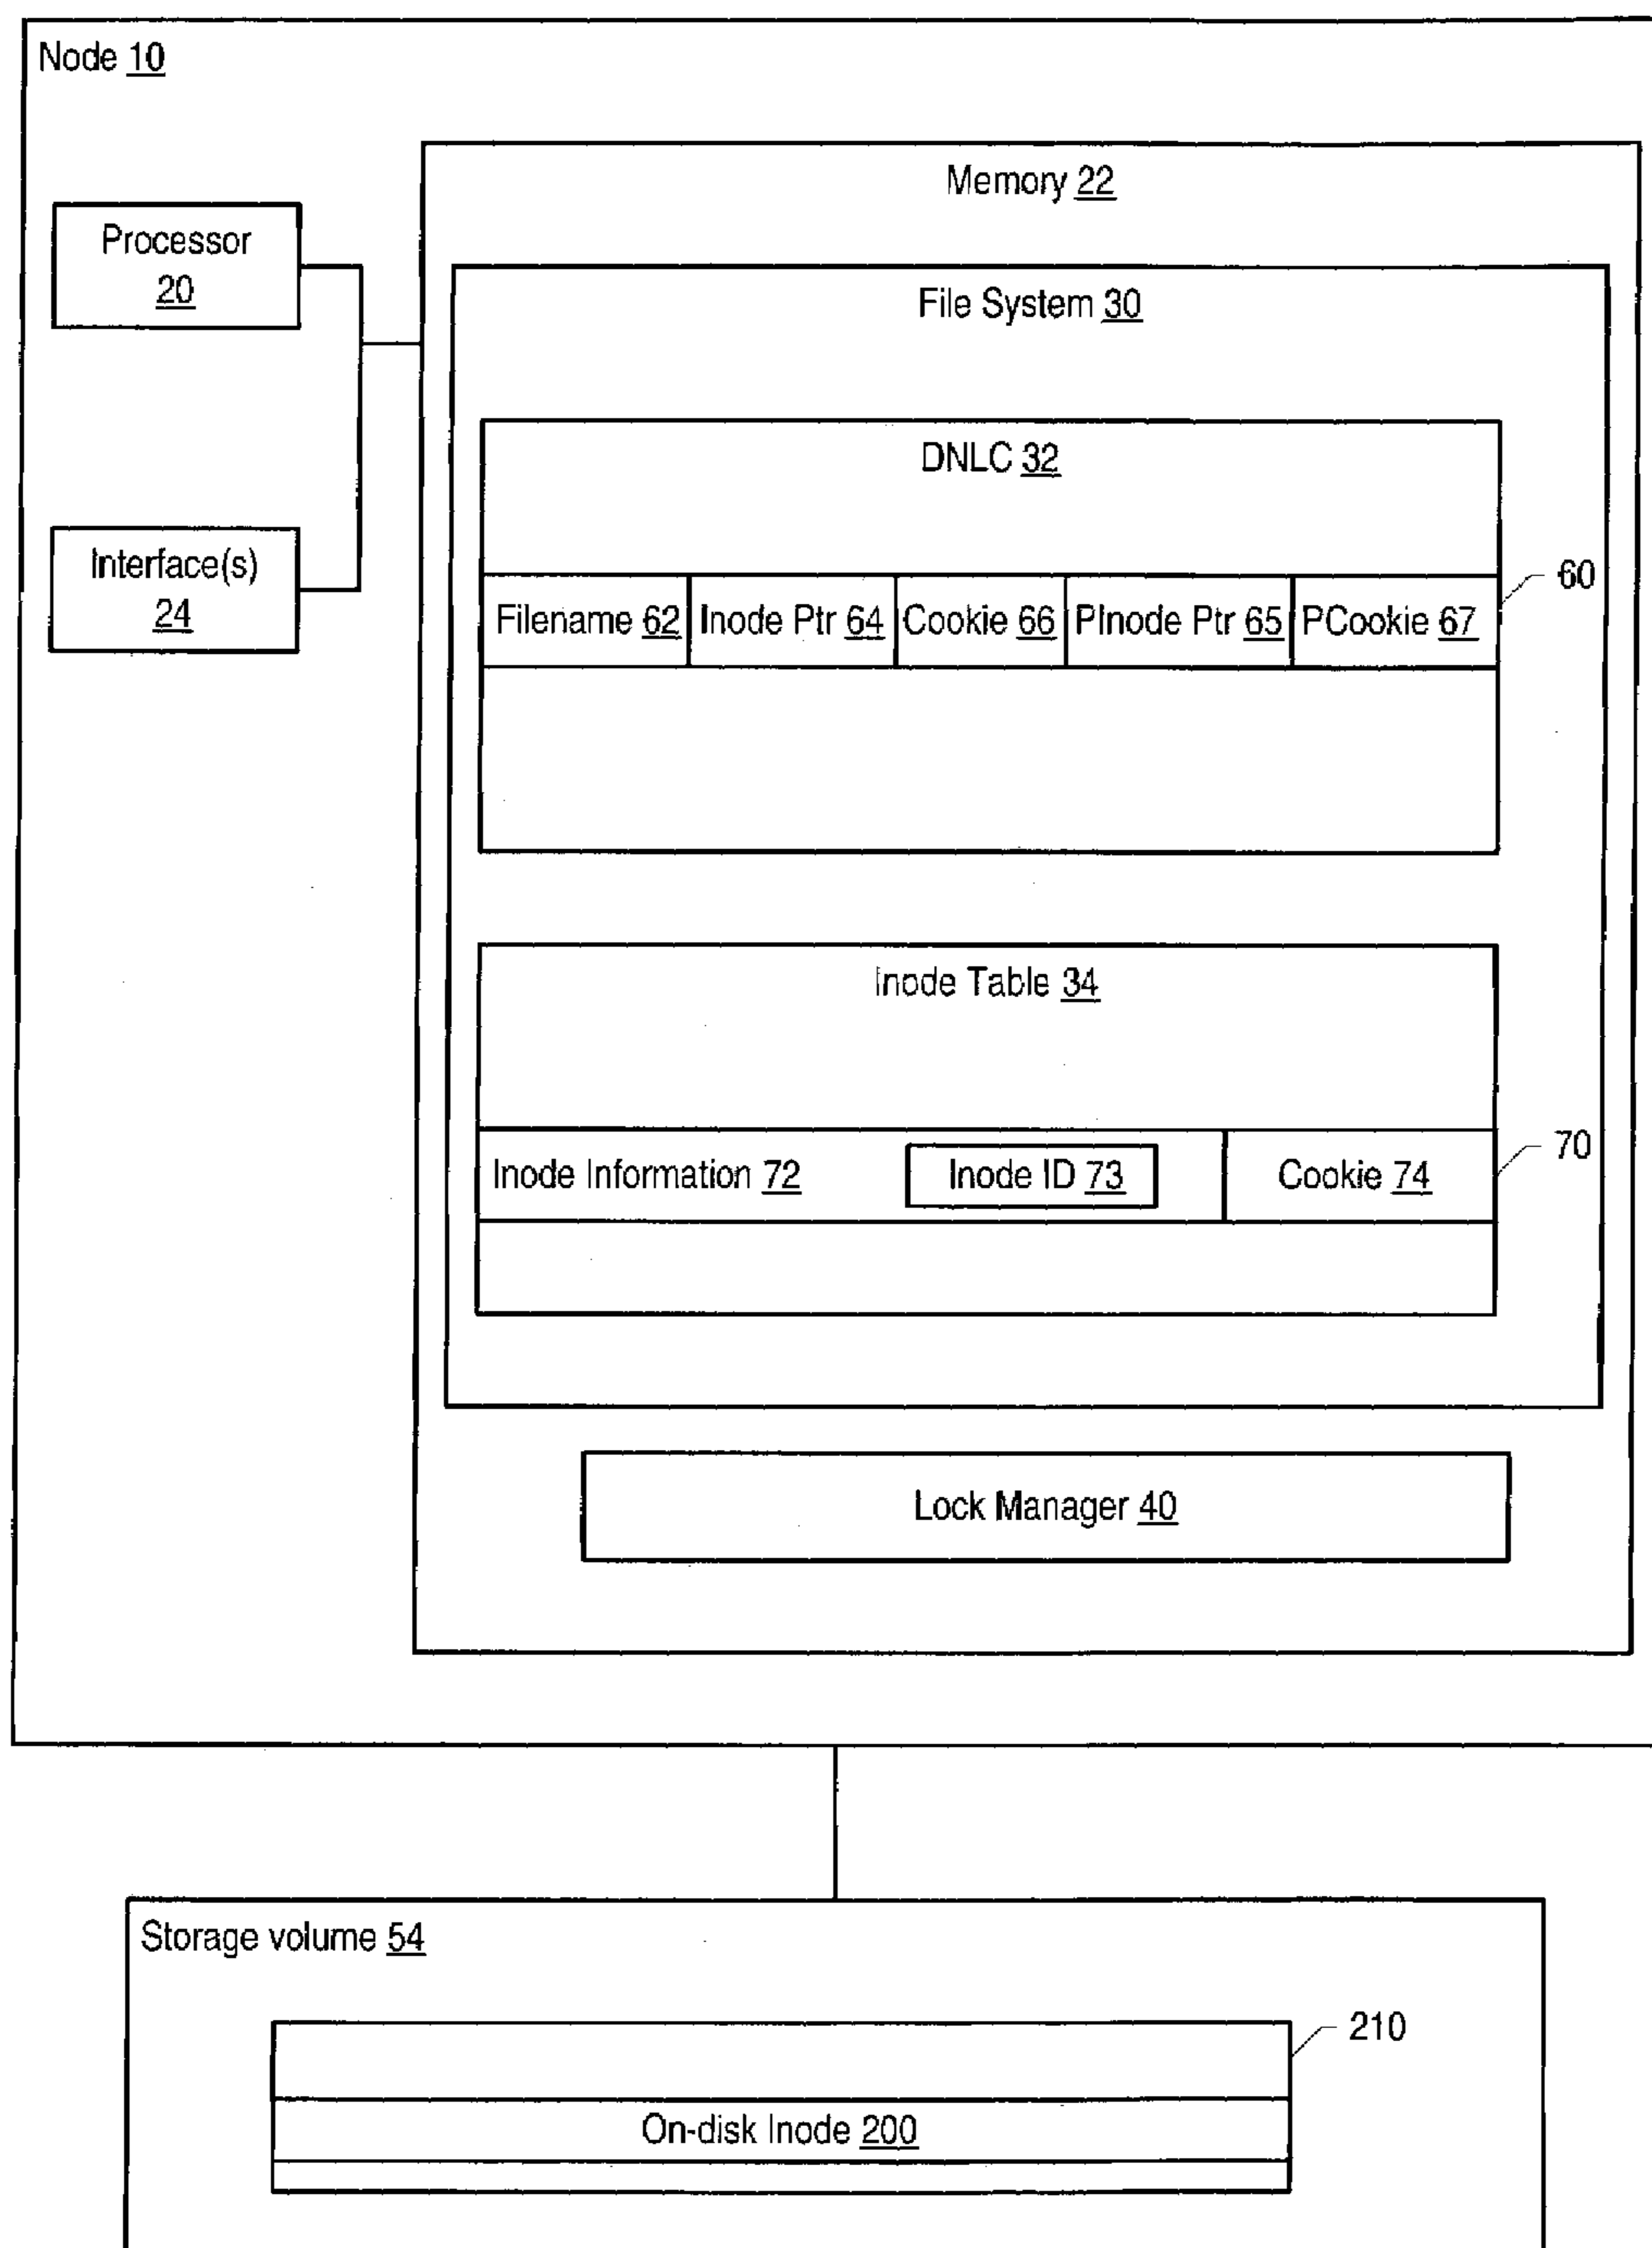 Node 10
Memory 22
Processor
20
File System 30
DNLC 32
Interface(s)
24
60
Filename 62 Inode Ptr 64 Cookie 66 PInode Ptr 65 PCookie 67
Inode Table 34
70
Inode Information 72 Inode ID 73 Cookie 74
Lock Manager 40
Storage volume 54
210
On-disk Inode 200